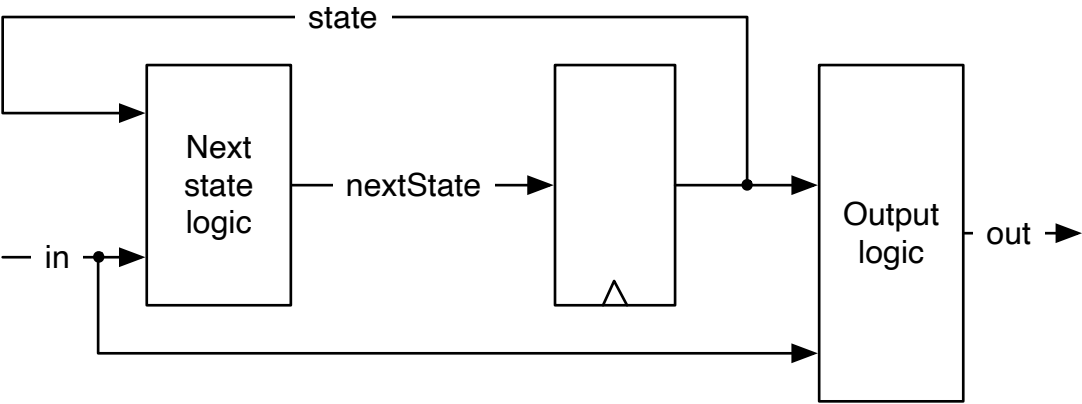 state
Next
state
logic
nextState
in
Output
logic
out